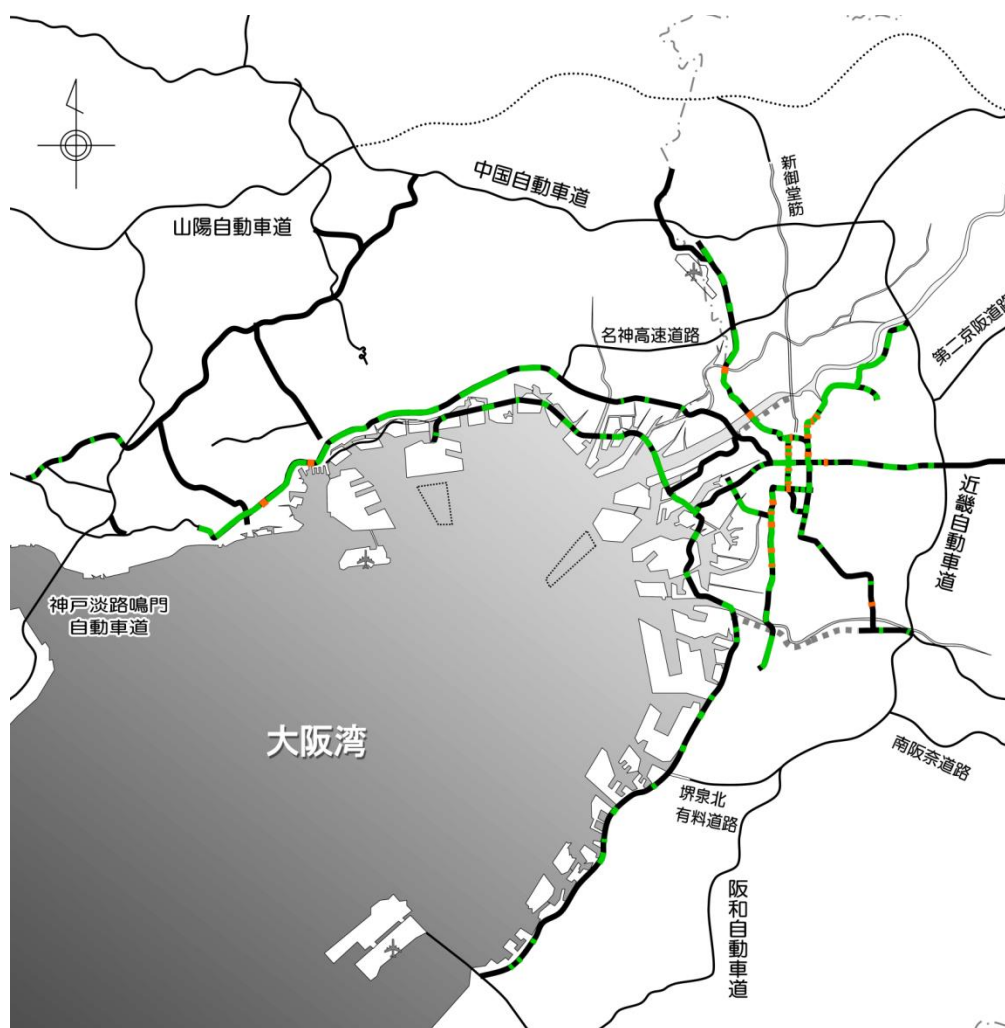 中国自動車道
新御堂筋
山陽自動車道
名神高速道路
第二京阪道路
近畿自動車道
神戸淡路鳴門
自動車道
大阪湾
南阪奈道路
堺泉北
有料道路
阪和自動車道